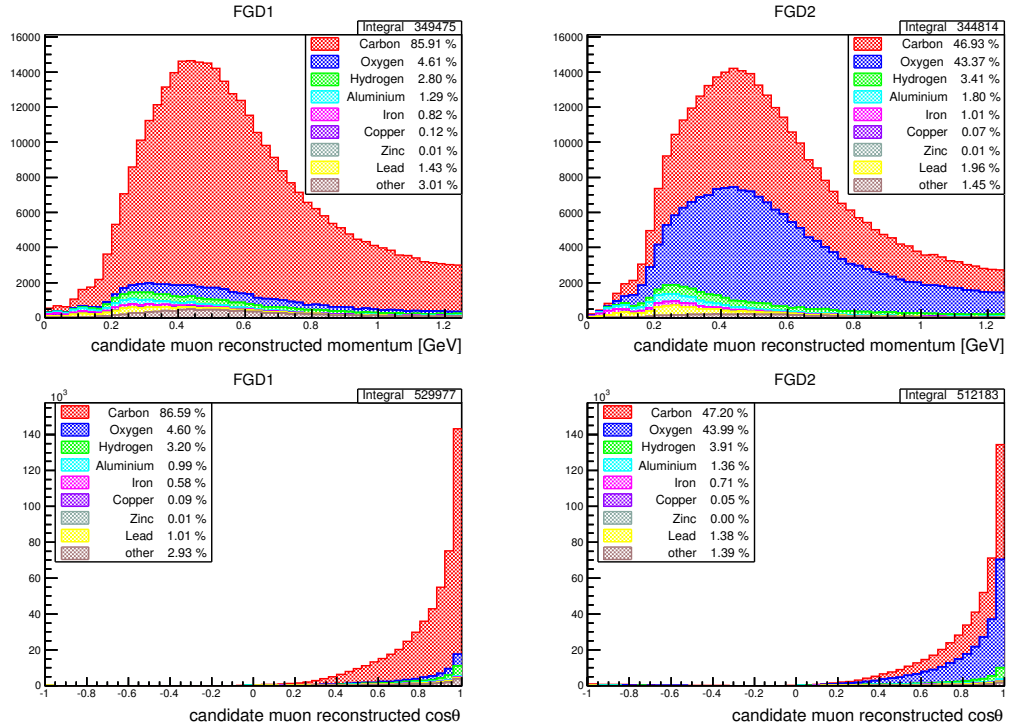 FGD1
Integral 349475
Carbon 85.91 %
Oxygen 4.61 %
Hydrogen 2.80 %
Aluminium 1.29 %
Iron 0.82 %
Copper 0.12 %
Zinc 0.01 %
Lead 1.43 %
other 3.01 %
16000
14000
12000
10000
8000
6000
4000
2000
0
0 0.2 0.4 0.6 0.8 1 1.2
candidate muon reconstructed momentum [GeV]
FGD2
Integral 344814
Carbon 46.93 %
Oxygen 43.37 %
Hydrogen 3.41 %
Aluminium 1.80 %
Iron 1.01 %
Copper 0.07 %
Zinc 0.01 %
Lead 1.96 %
other 1.45 %
16000
14000
12000
10000
8000
6000
4000
2000
0
0 0.2 0.4 0.6 0.8 1 1.2
candidate muon reconstructed momentum [GeV]
FGD1
×10³
Integral 529977
Carbon 86.59 %
Oxygen 4.60 %
Hydrogen 3.20 %
Aluminium 0.99 %
Iron 0.58 %
Copper 0.09 %
Zinc 0.01 %
Lead 1.01 %
other 2.93 %
140
120
100
80
60
40
20
0
-1 -0.8 -0.6 -0.4 -0.2 0 0.2 0.4 0.6 0.8 1
candidate muon reconstructed cosθ
FGD2
×10³
Integral 512183
Carbon 47.20 %
Oxygen 43.99 %
Hydrogen 3.91 %
Aluminium 1.36 %
Iron 0.71 %
Copper 0.05 %
Zinc 0.00 %
Lead 1.38 %
other 1.39 %
140
120
100
80
60
40
20
0
-1 -0.8 -0.6 -0.4 -0.2 0 0.2 0.4 0.6 0.8 1
candidate muon reconstructed cosθ